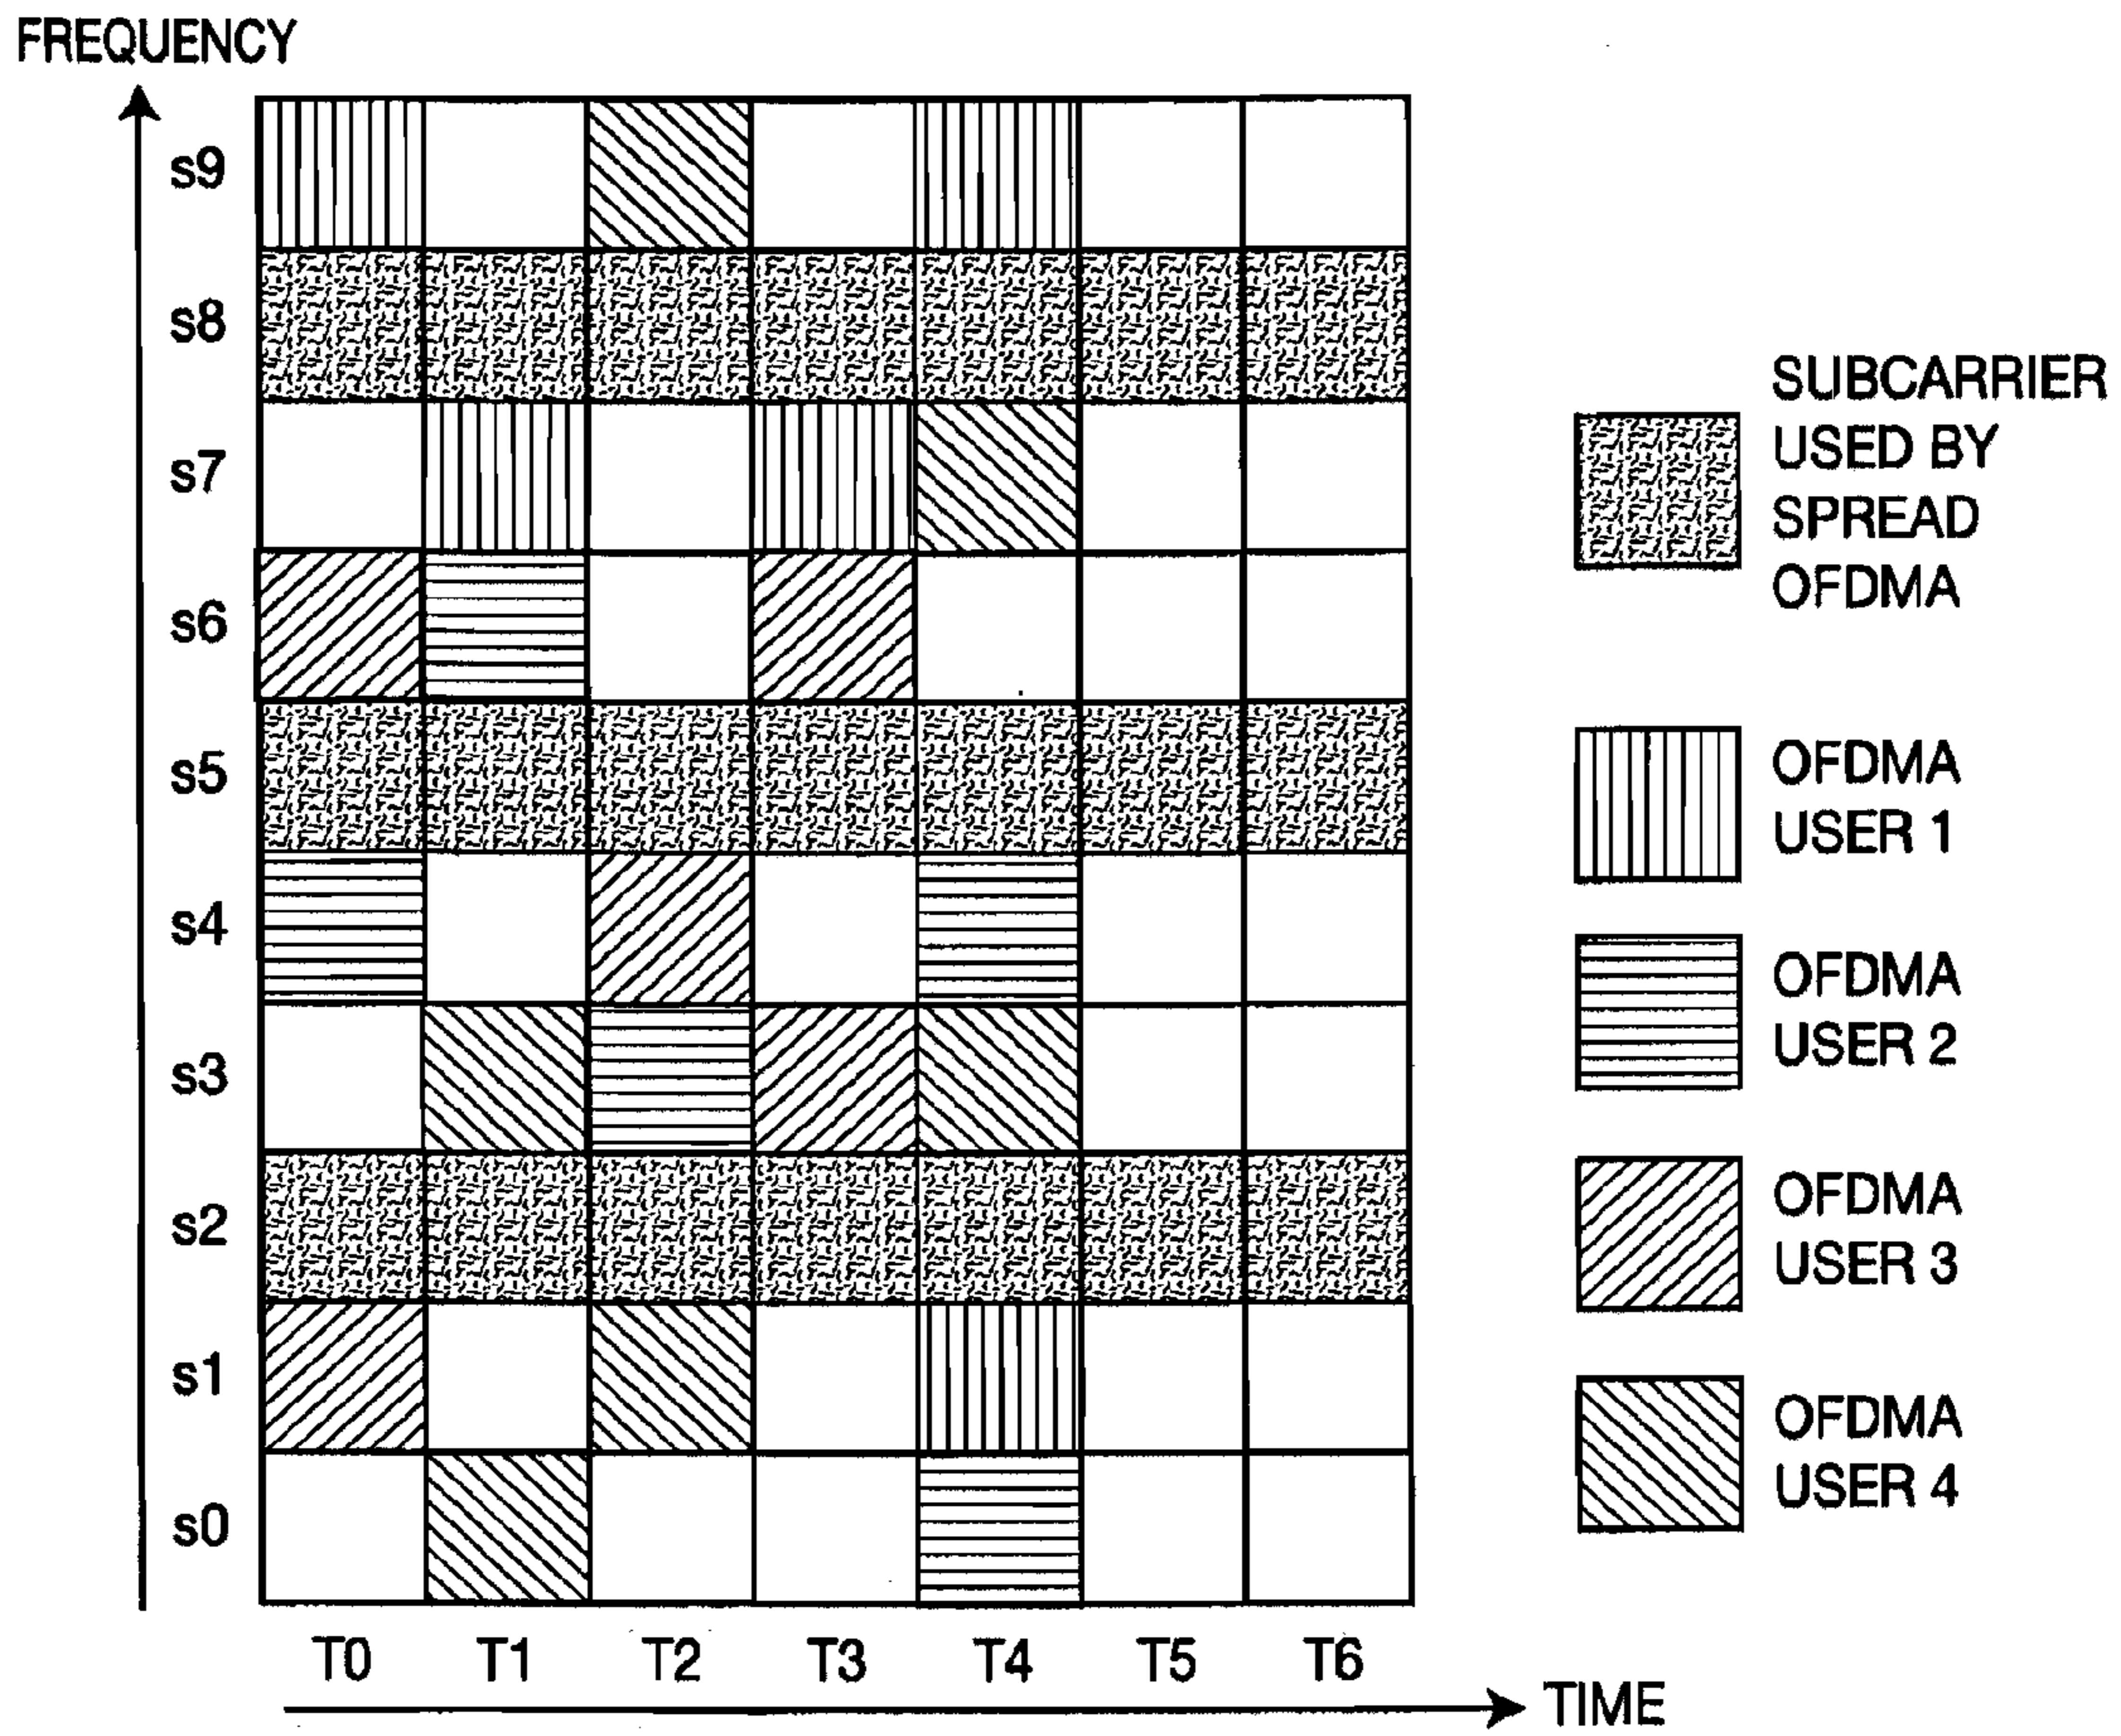 FREQUENCY
s9
s8
s7
s6
s5
s4
s3
s2
s1
s0
T0 T1 T2 T3 T4 T5 T6
TIME
SUBCARRIER
USED BY
SPREAD
OFDMA
OFDMA
USER 1
OFDMA
USER 2
OFDMA
USER 3
OFDMA
USER 4